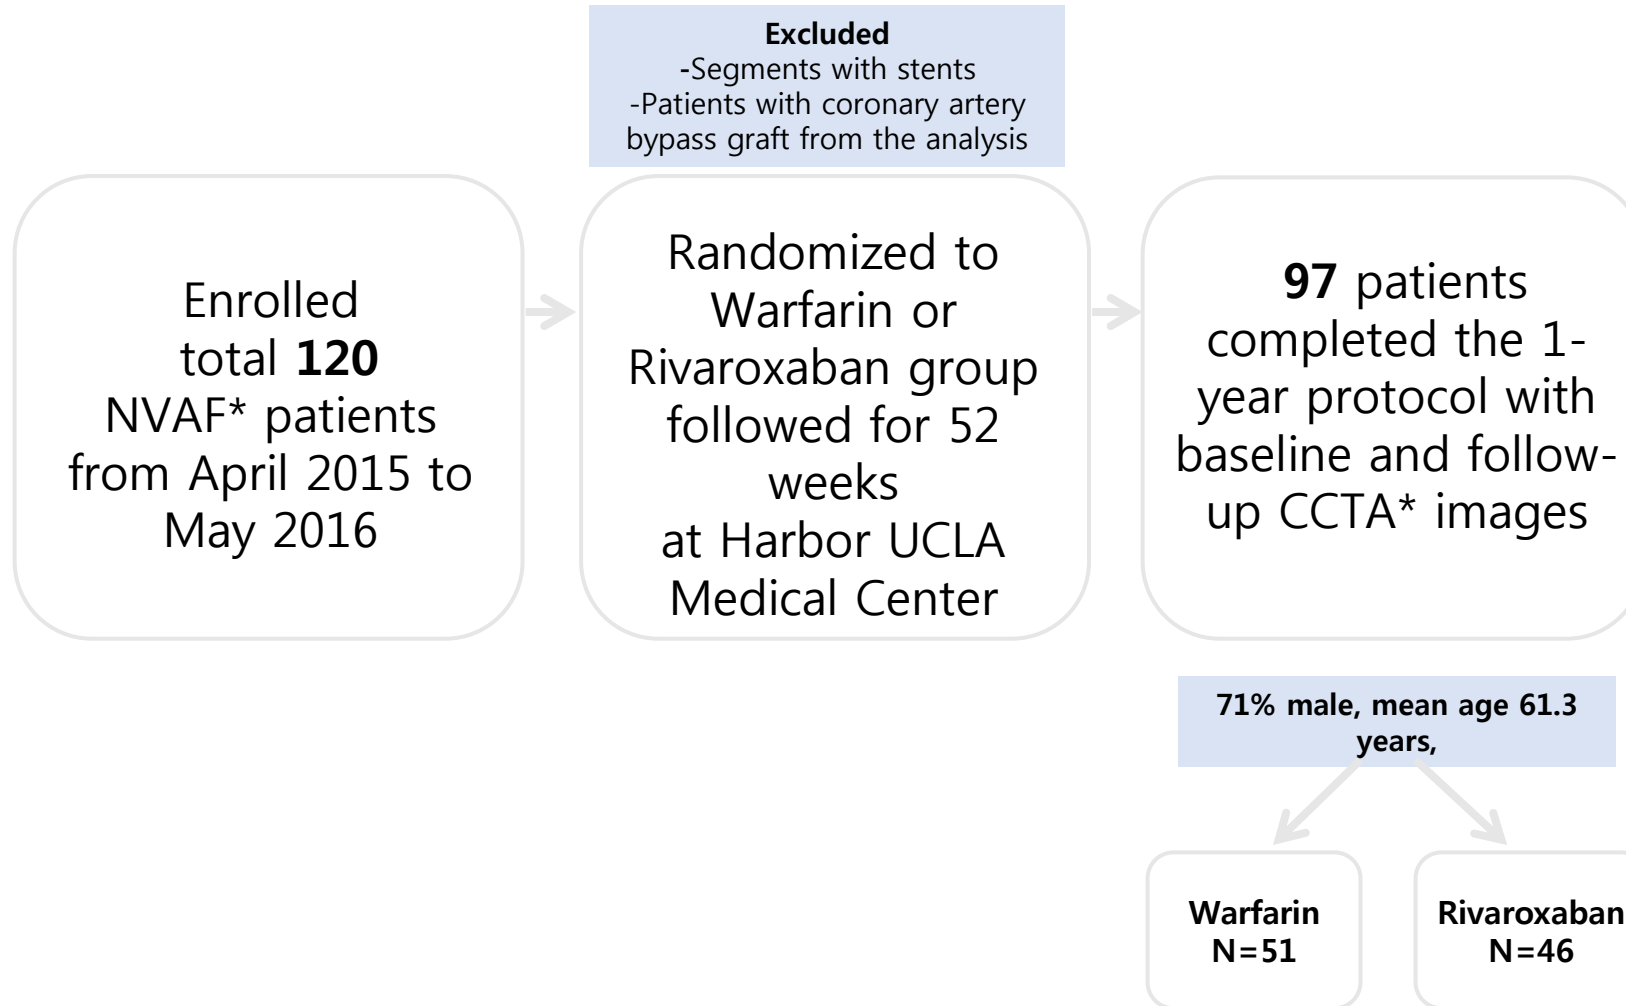 Excluded
-Segments with stents
-Patients with coronary artery
bypass graft from the analysis
Enrolled
total 120
NVAF* patients
from April 2015 to
May 2016
Randomized to
Warfarin or
Rivaroxaban group
followed for 52
weeks
at Harbor UCLA
Medical Center
97 patients
completed the 1-
year protocol with
baseline and follow-
up CCTA* images
71% male, mean age 61.3
years,
Warfarin
N=51
Rivaroxaban
N=46